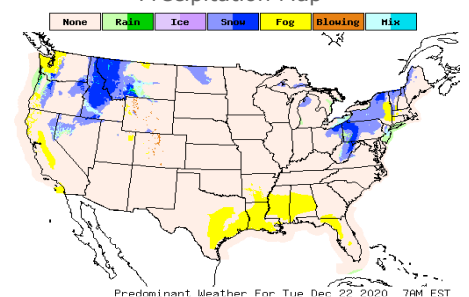 Precipitation Map
None Rain Ice Snow Fog Blowing Mix
Predominant Weather For Tue Dec 22 2020 7AM EST